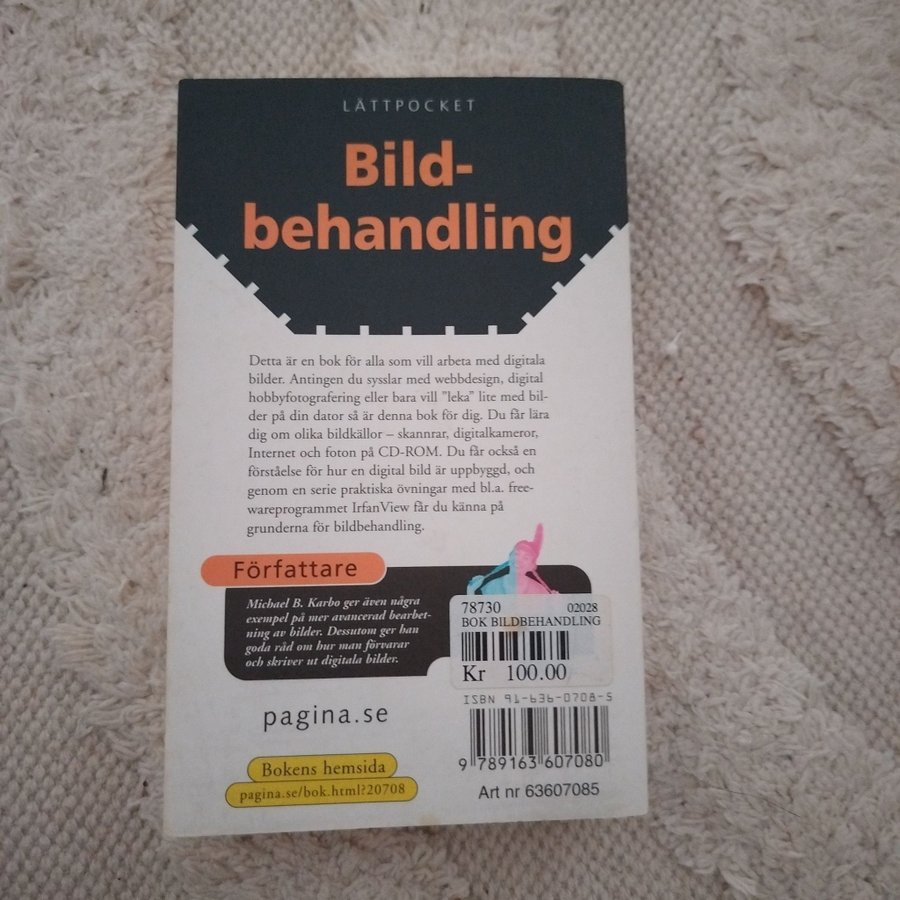 LÄTTPOCKET
Bild-
behandling
Detta är en bok för alla som vill arbeta med digitala
bilder. Antingen du sysslar med webbdesign, digital
hobbyfotografering eller bara vill "leka" lite med bil-
der på din dator så är denna bok för dig. Du får lära
dig om olika bildkällor – skannrar, digitalkameror,
Internet och foton på CD-ROM. Du får också en
förståelse för hur en digital bild är uppbyggd, och
genom en serie praktiska övningar med bl.a. free-
wareprogrammet IrfanView får du känna på
grunderna för bildbehandling.
Författare
Michael B. Karbo ger även några
exempel på mer avancerad bearbet-
ning av bilder. Dessutom ger han
goda råd om hur man förvarar
och skriver ut digitala bilder.
pagina.se
Bokens hemsida
pagina.se/bok.html?20708
78730 02028
BOK BILDBEHANDLING
Kr 100.00
ISBN 91-636-0708-5
9 789163 607080
Art nr 63607085